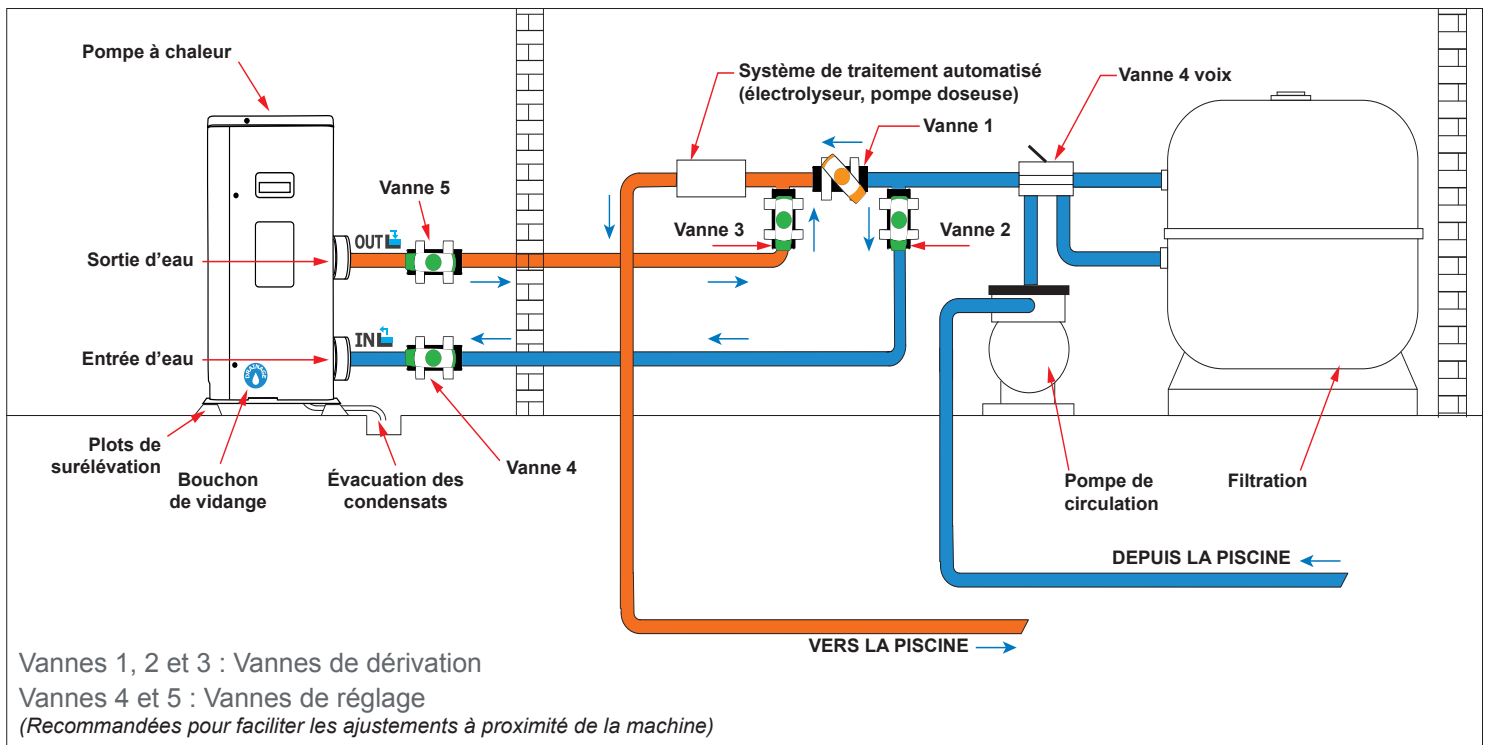 Pompe à chaleur
Système de traitement automatisé
(électrolyseur, pompe doseuse)
Vanne 4 voix
Vanne 1
Vanne 5
Vanne 3
Vanne 2
OUT
Sortie d'eau
IN
Entrée d'eau
DRAINAGE
Plots de
surélévation
Bouchon
de vidange
Évacuation des
condensats
Vanne 4
Pompe de
circulation
Filtration
DEPUIS LA PISCINE
VERS LA PISCINE
Vannes 1, 2 et 3 : Vannes de dérivation
Vannes 4 et 5 : Vannes de réglage
(Recommandées pour faciliter les ajustements à proximité de la machine)